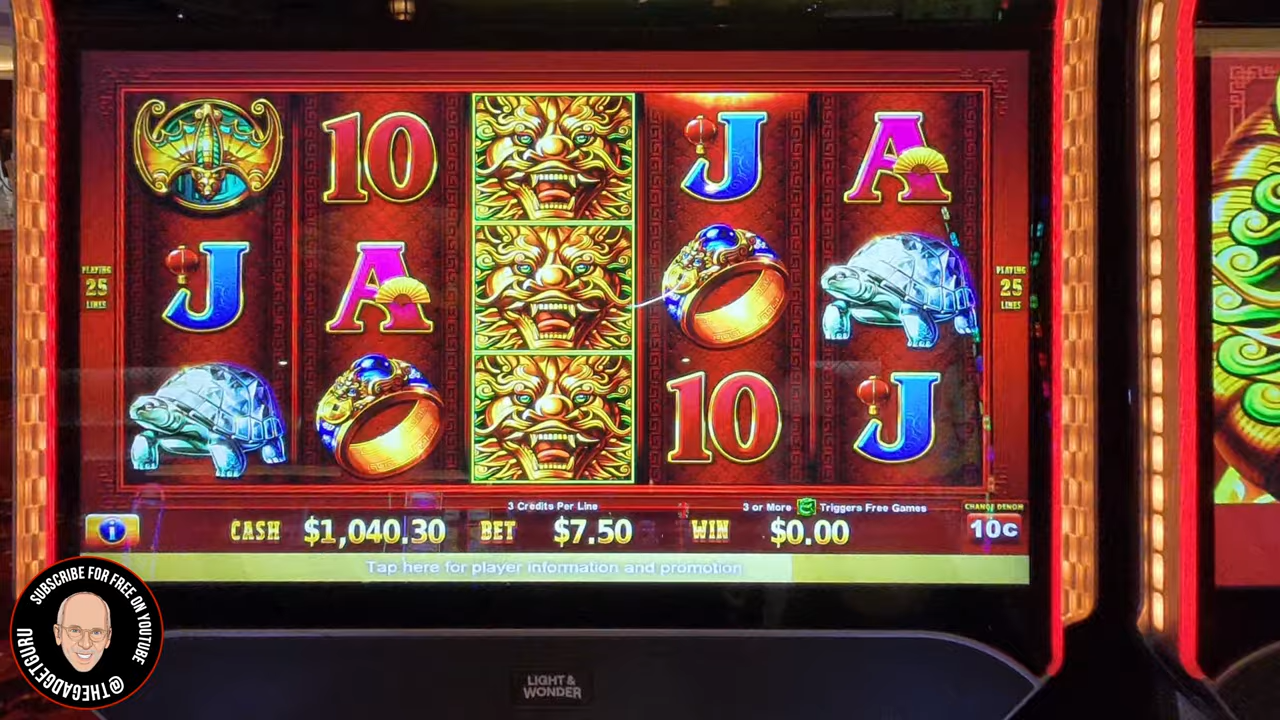 10
J
A
J
A
10
J
PLAYING
25
LINES
PLAYING
25
LINES
3 Credits Per Line
3 or More Triggers Free Games
CHANGE DENOM
CASH $1,040.30 BET $7.50 WIN $0.00
10¢
Tap here for player information and promotion
SUBSCRIBE FOR FREE ON YOUTUBE
@THEGADGETGURU
LIGHT &
WONDER